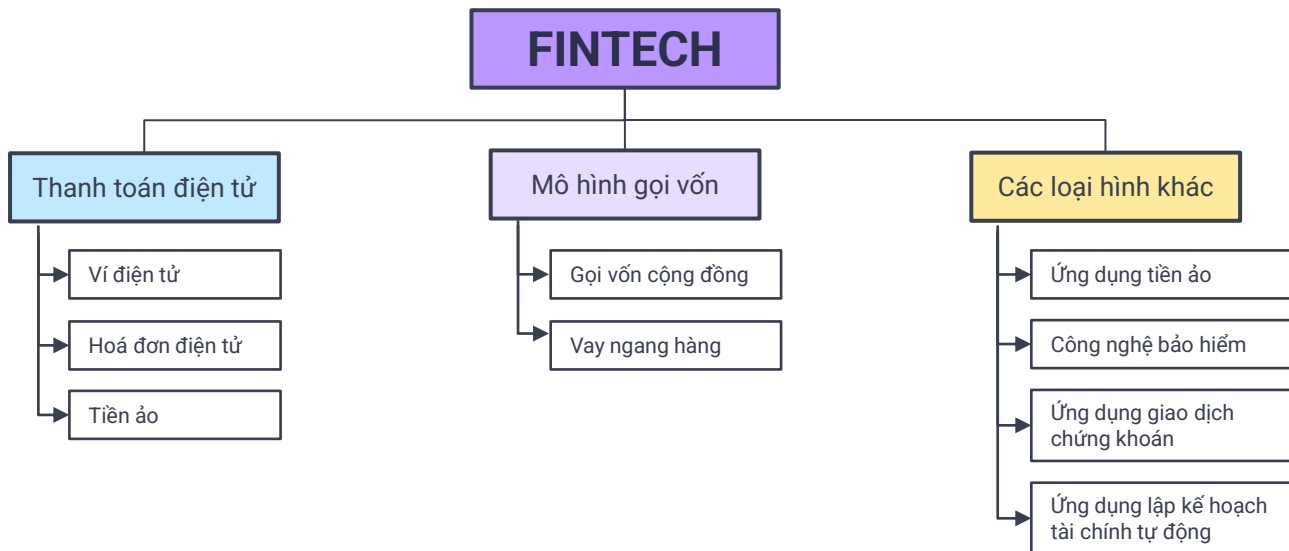 FINTECH
Thanh toán điện tử
Ví điện tử
Hoá đơn điện tử
Tiền ảo
Mô hình gọi vốn
Gọi vốn cộng đồng
Vay ngang hàng
Các loại hình khác
Ứng dụng tiền ảo
Công nghệ bảo hiểm
Ứng dụng giao dịch
chứng khoán
Ứng dụng lập kế hoạch
tài chính tự động